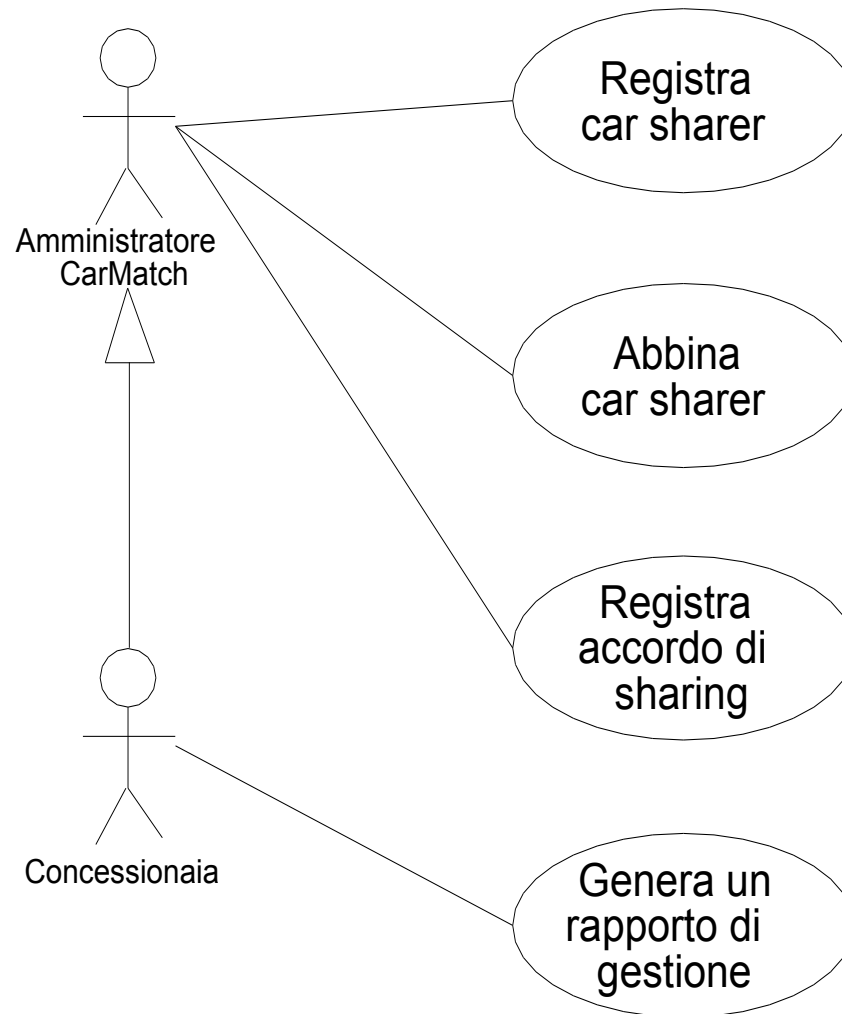 Registra
car sharer
Amministratore
CarMatch
Abbina
car sharer
Registra
accordo di
sharing
Concessionaia
Genera un
rapporto di
gestione